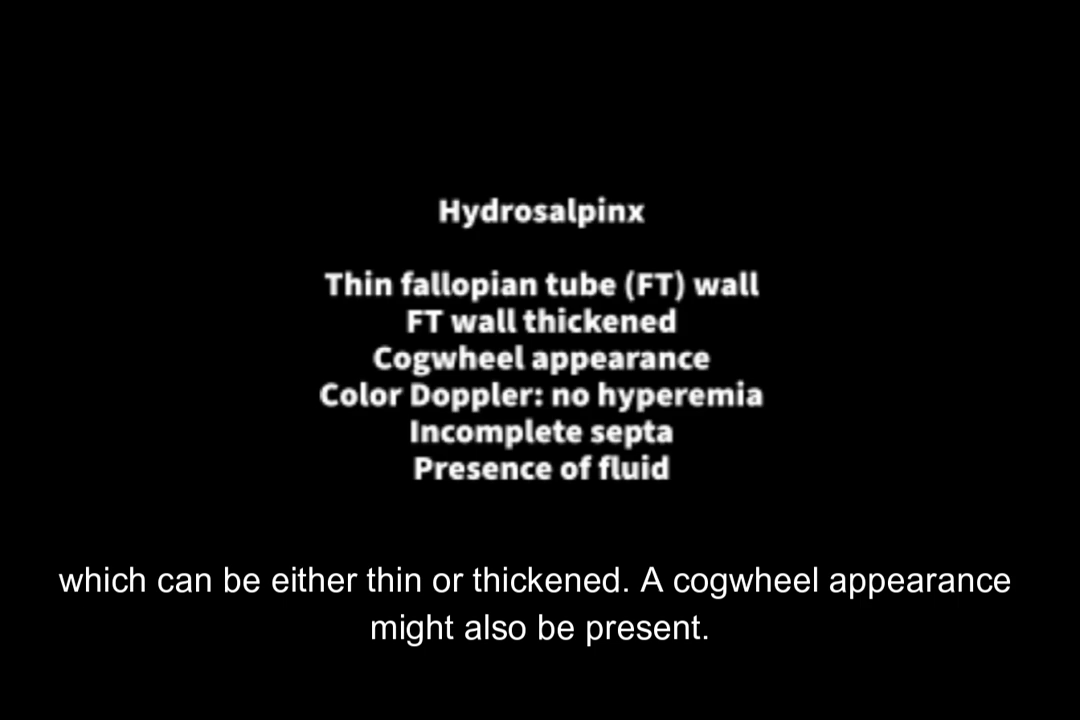 Hydrosalpinx
Thin fallopian tube (FT) wall
FT wall thickened
Cogwheel appearance
Color Doppler: no hyperemia
Incomplete septa
Presence of fluid
which can be either thin or thickened. A cogwheel appearance
might also be present.